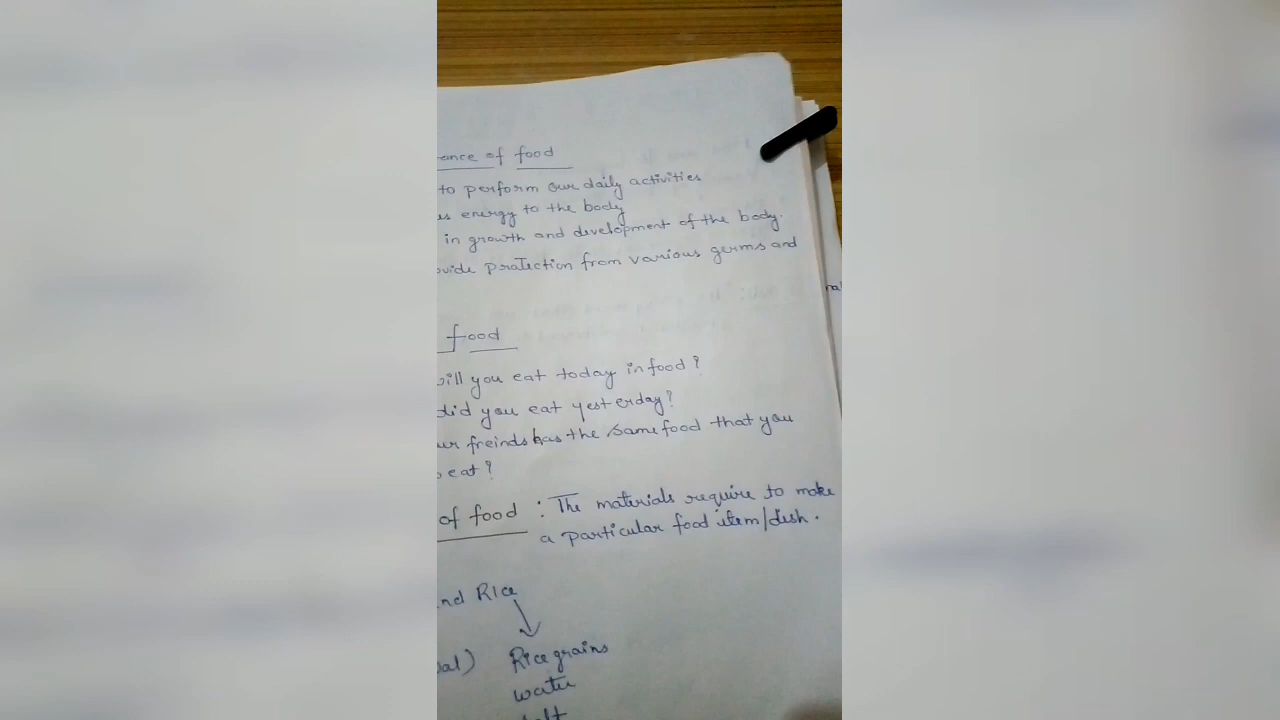 ance of food
to perform our daily activities
es energy to the body
in growth and development of the body.
ovide protection from various germs and
food
will you eat today in food?
did you eat yesterday?
ur freinds has the same food that you
eat?
of food : The materials require to make
a particular food item/dish.
nd Rice
Rice grains
water
salt